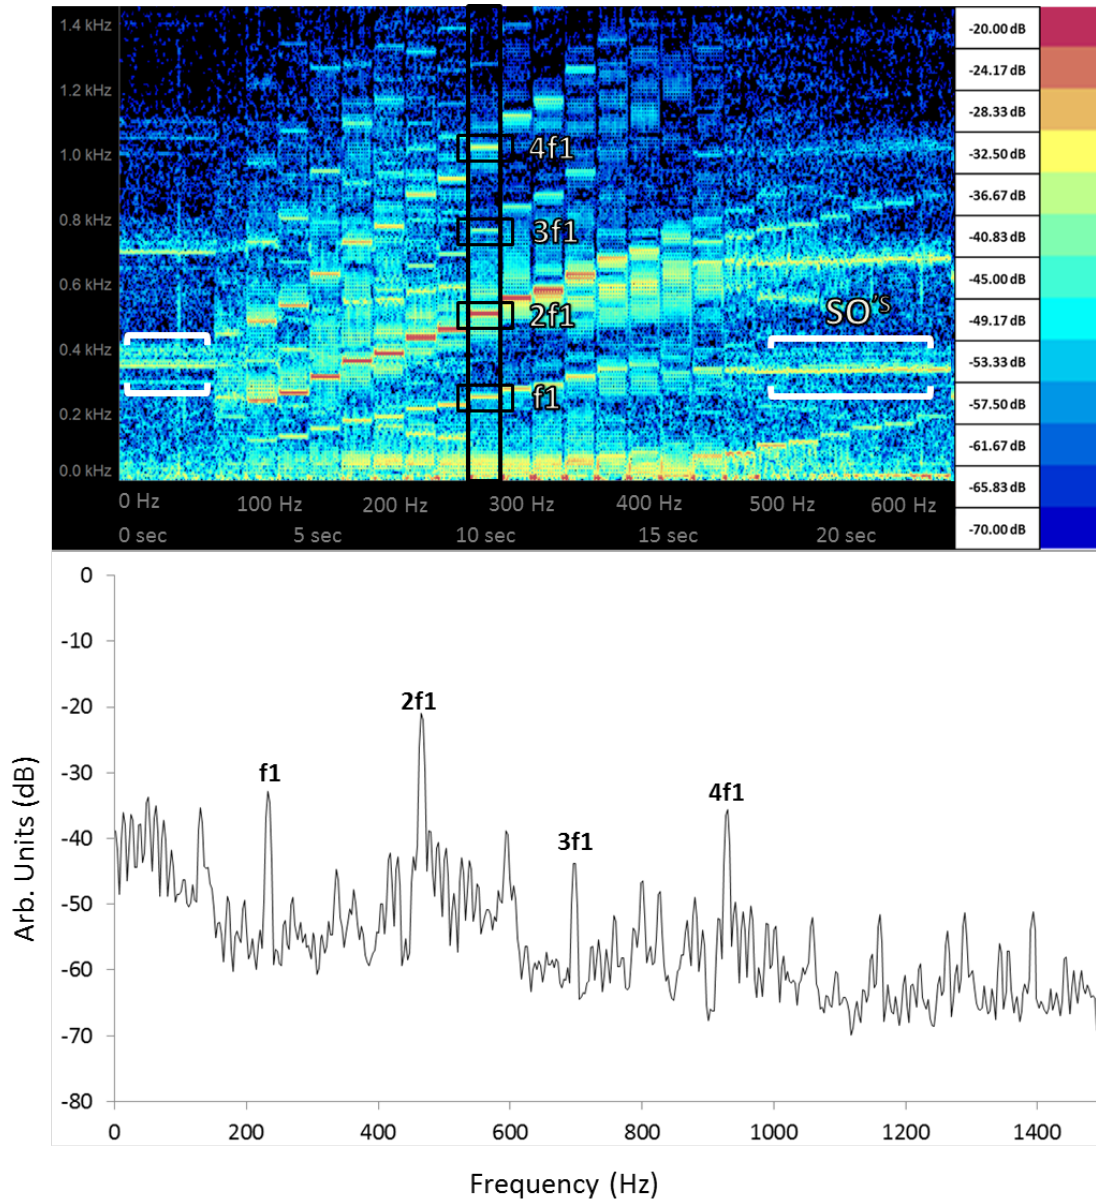 1.4 kHz
1.2 kHz
1.0 kHz
0.8 kHz
0.6 kHz
0.4 kHz
0.2 kHz
0.0 kHz
4f1
3f1
2f1
f1
SO'S
0 Hz 100 Hz 200 Hz 300 Hz 400 Hz 500 Hz 600 Hz
0 sec 5 sec 10 sec 15 sec 20 sec
-20.00 dB
-24.17 dB
-28.33 dB
-32.50 dB
-36.67 dB
-40.83 dB
-45.00 dB
-49.17 dB
-53.33 dB
-57.50 dB
-61.67 dB
-65.83 dB
-70.00 dB
0
-10
-20
-30
-40
-50
-60
-70
-80
Arb. Units (dB)
f1
2f1
3f1
4f1
0 200 400 600 800 1000 1200 1400
Frequency (Hz)